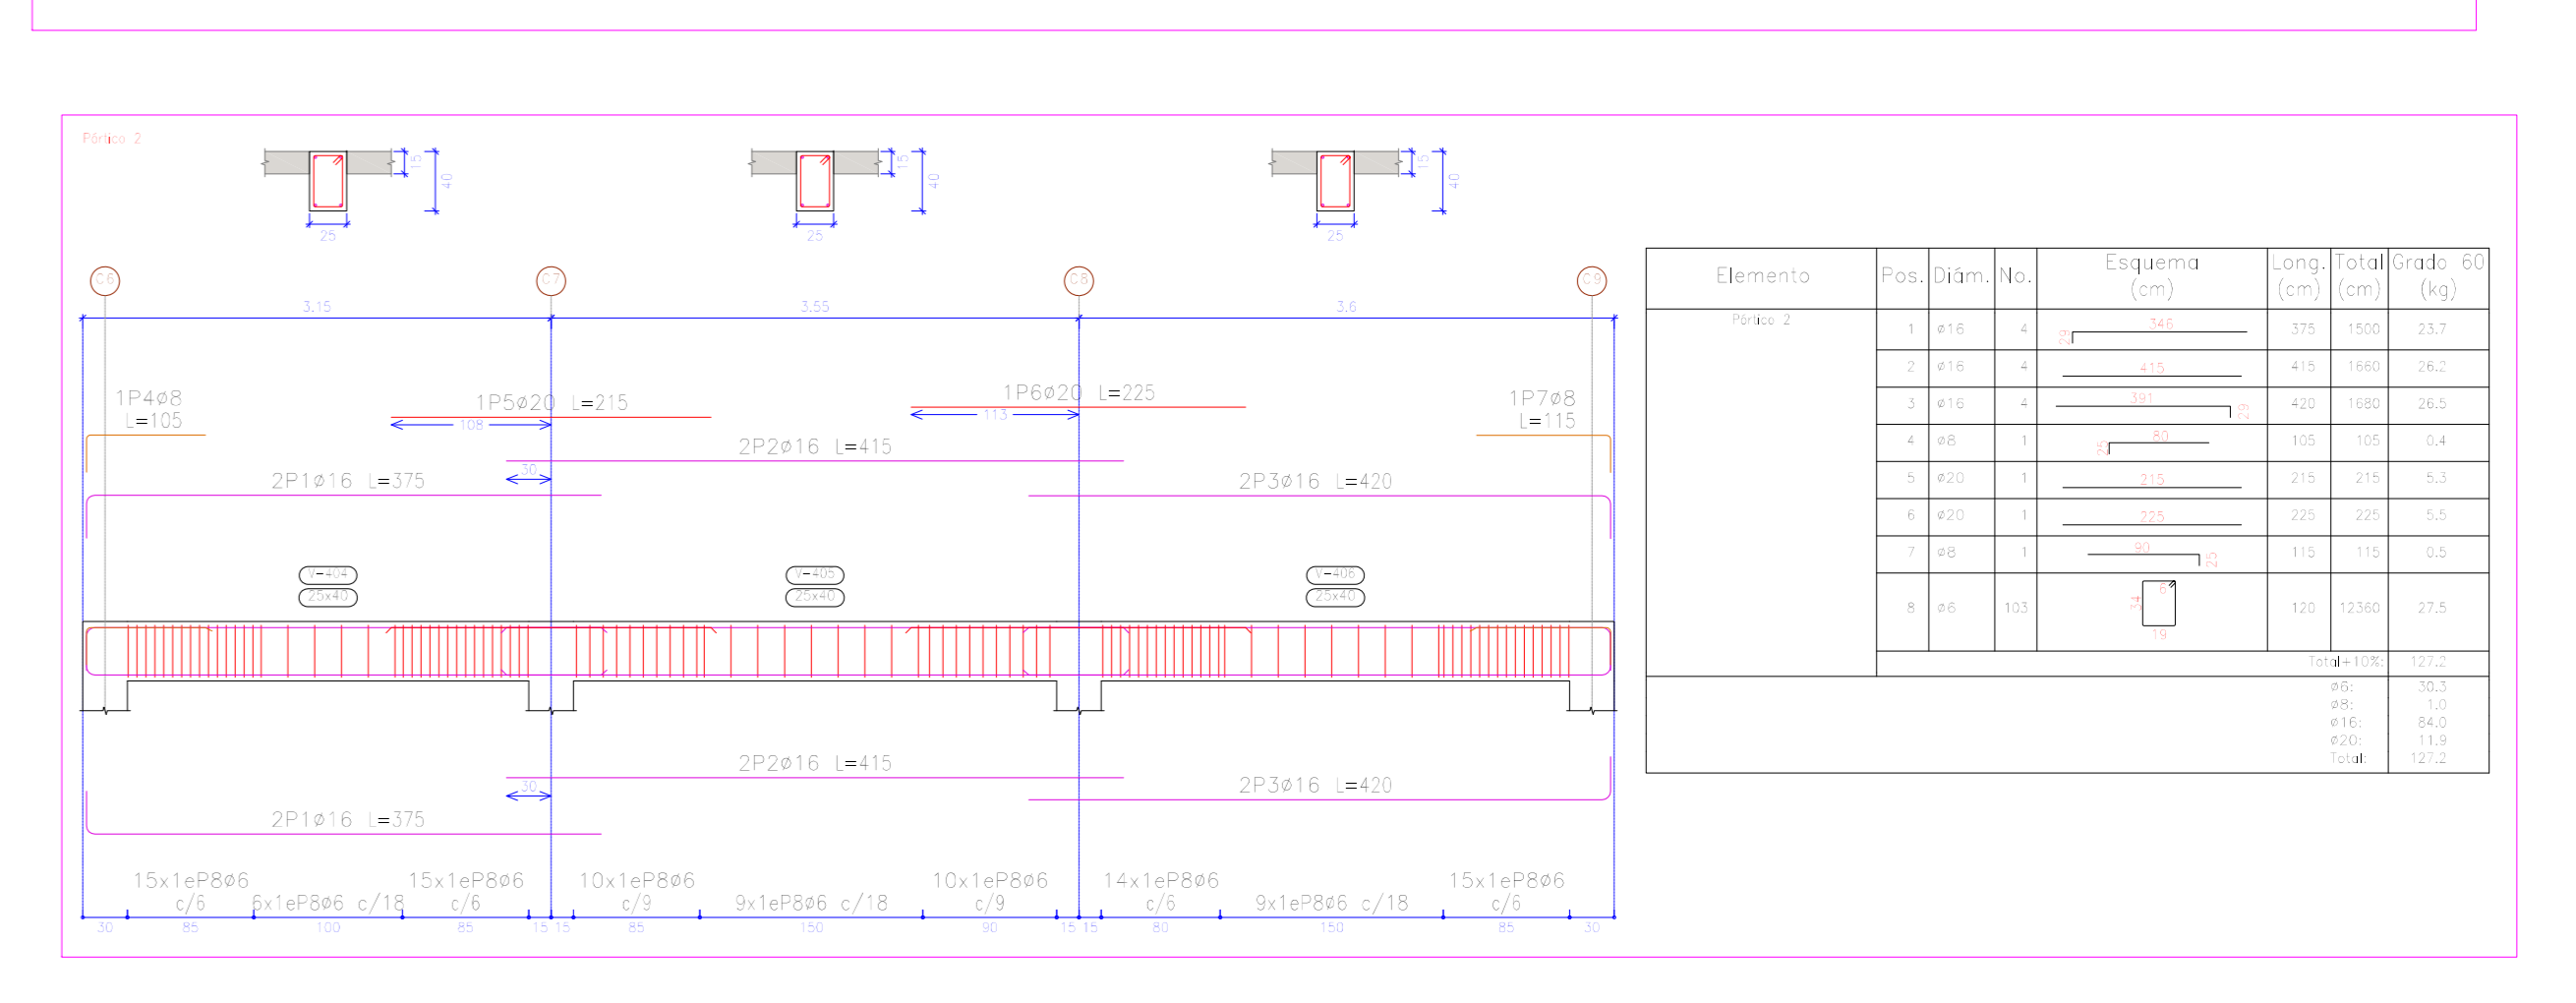 Pórtico 2
15
40
25
15
40
25
15
40
25
C6
C7
C8
C9
3.15
3.55
3.6
1P4ø8
L=105
1P5ø20 L=215
108
1P6ø20 L=225
113
1P7ø8
L=115
2P2ø16 L=415
30
2P1ø16 L=375
2P3ø16 L=420
V-404
25x40
V-405
25x40
V-406
25x40
2P2ø16 L=415
30
2P3ø16 L=420
2P1ø16 L=375
15x1eP8ø6
c/6
6x1eP8ø6 c/18
15x1eP8ø6
c/6
10x1eP8ø6
c/9
9x1eP8ø6 c/18
10x1eP8ø6
c/9
14x1eP8ø6
c/6
9x1eP8ø6 c/18
15x1eP8ø6
c/6
30 85 100 85 15 15 85 150 90 15 15 80 150 85 30
Elemento Pos. Diám. No. Esquema (cm) Long. (cm) Total (cm) Grado 60 (kg)
Pórtico 2
1 ø16 4 29 346 375 1500 23.7
2 ø16 4 415 415 1660 26.2
3 ø16 4 391 29 420 1680 26.5
4 ø8 1 25 80 105 105 0.4
5 ø20 1 215 215 215 5.3
6 ø20 1 225 225 225 5.5
7 ø8 1 90 25 115 115 0.5
8 ø6 103 34 6 19 120 12360 27.5
Total+10%: 127.2
ø6: 30.3
ø8: 1.0
ø16: 84.0
ø20: 11.9
Total: 127.2